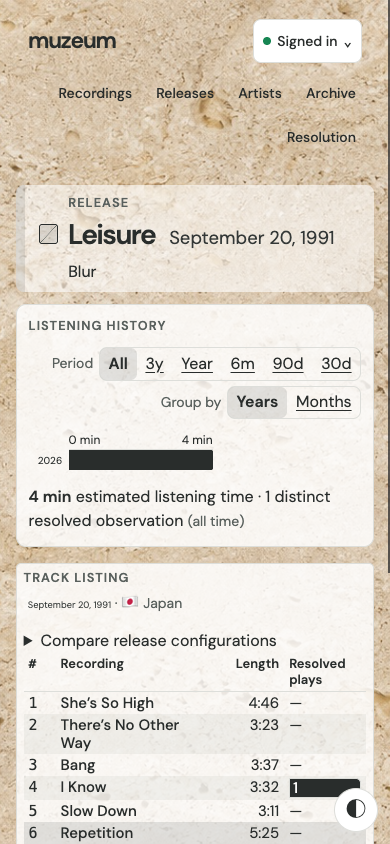 muzeum
Signed in
Recordings Releases Artists Archive
Resolution
RELEASE
Leisure September 20, 1991
Blur
LISTENING HISTORY
Period All 3y Year 6m 90d 30d
Group by Years Months
0 min 4 min
2026
4 min estimated listening time · 1 distinct
resolved observation (all time)
TRACK LISTING
September 20, 1991 · Japan
Compare release configurations
# Recording Length Resolved
plays
1 She’s So High 4:46 —
2 There’s No Other 3:23 —
Way
3 Bang 3:37 —
4 I Know 3:32 1
5 Slow Down 3:11 —
6 Repetition 5:25 —